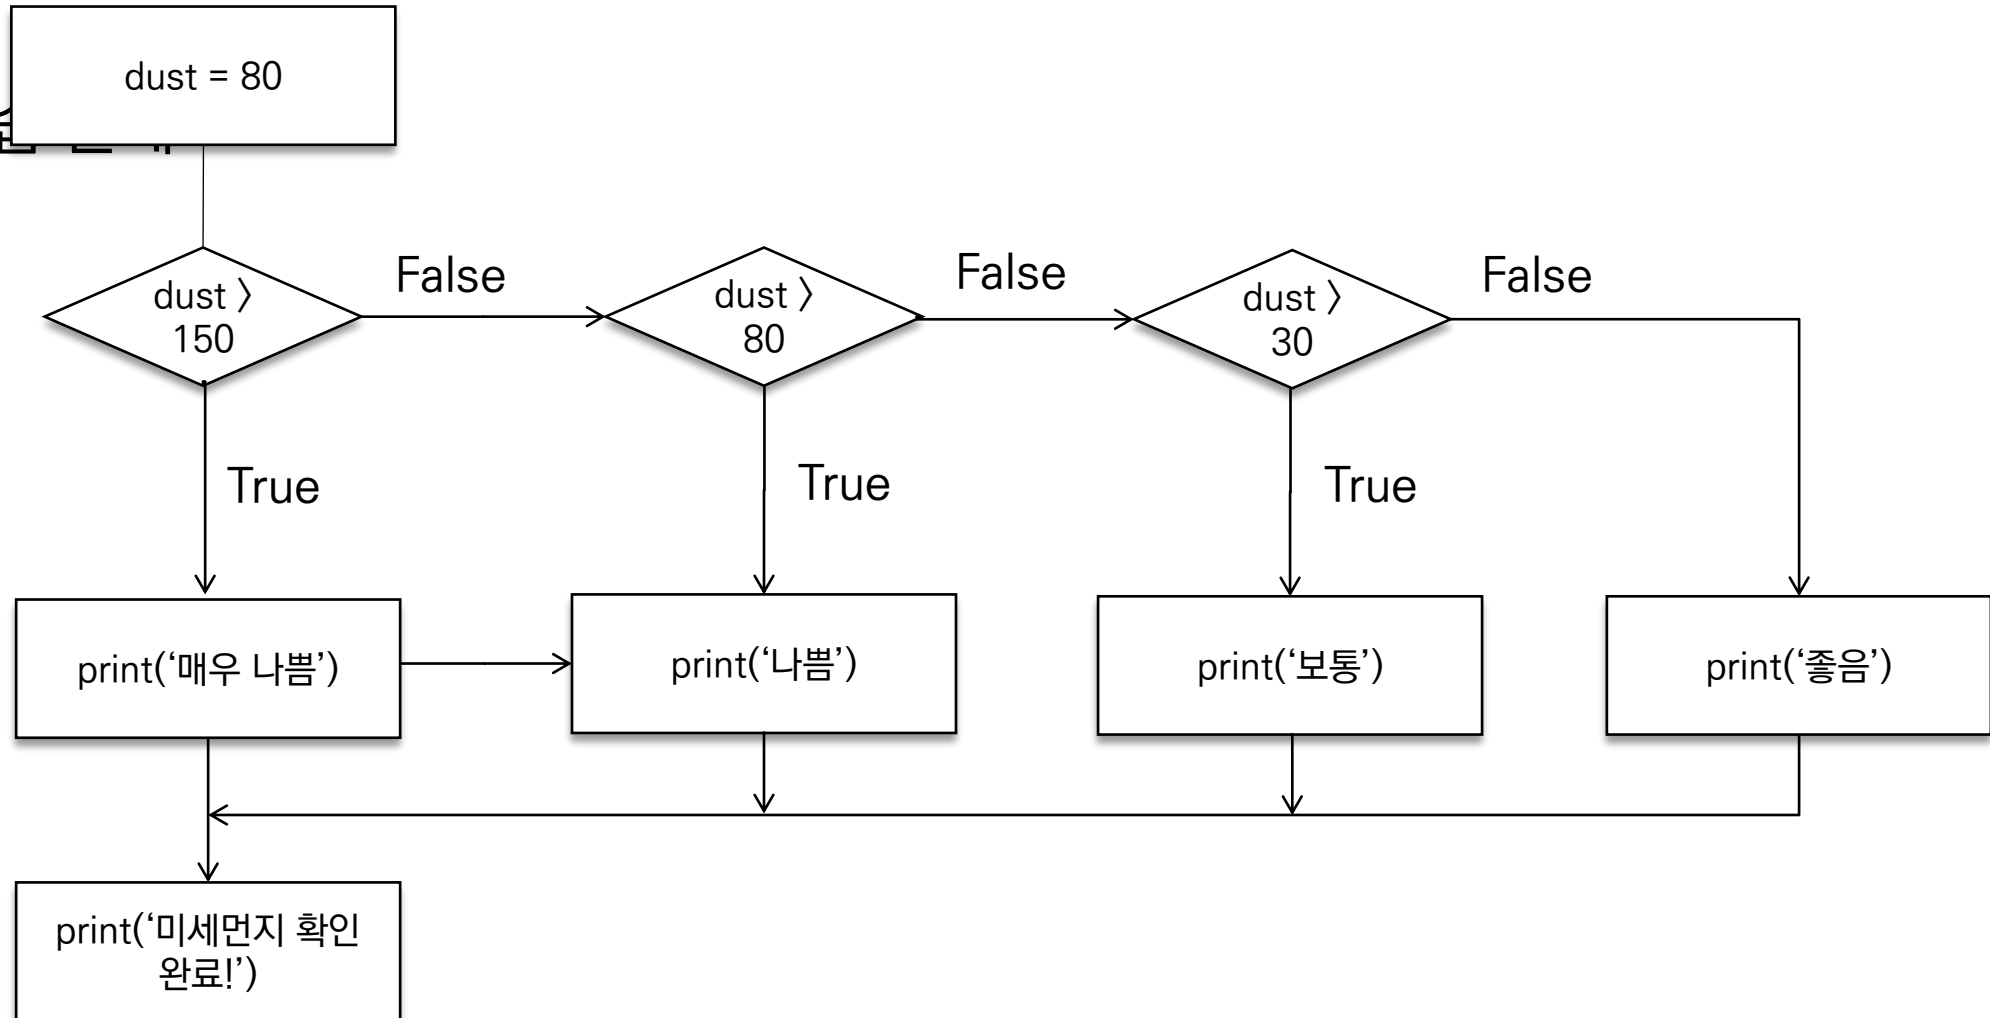 dust = 80
dust 〉
150
False
dust 〉
80
False
dust 〉
30
False
True
True
True
print(‘매우 나쁨’)
print(‘나쁨’)
print(‘보통’)
print(‘좋음’)
print(‘미세먼지 확인
완료!’)